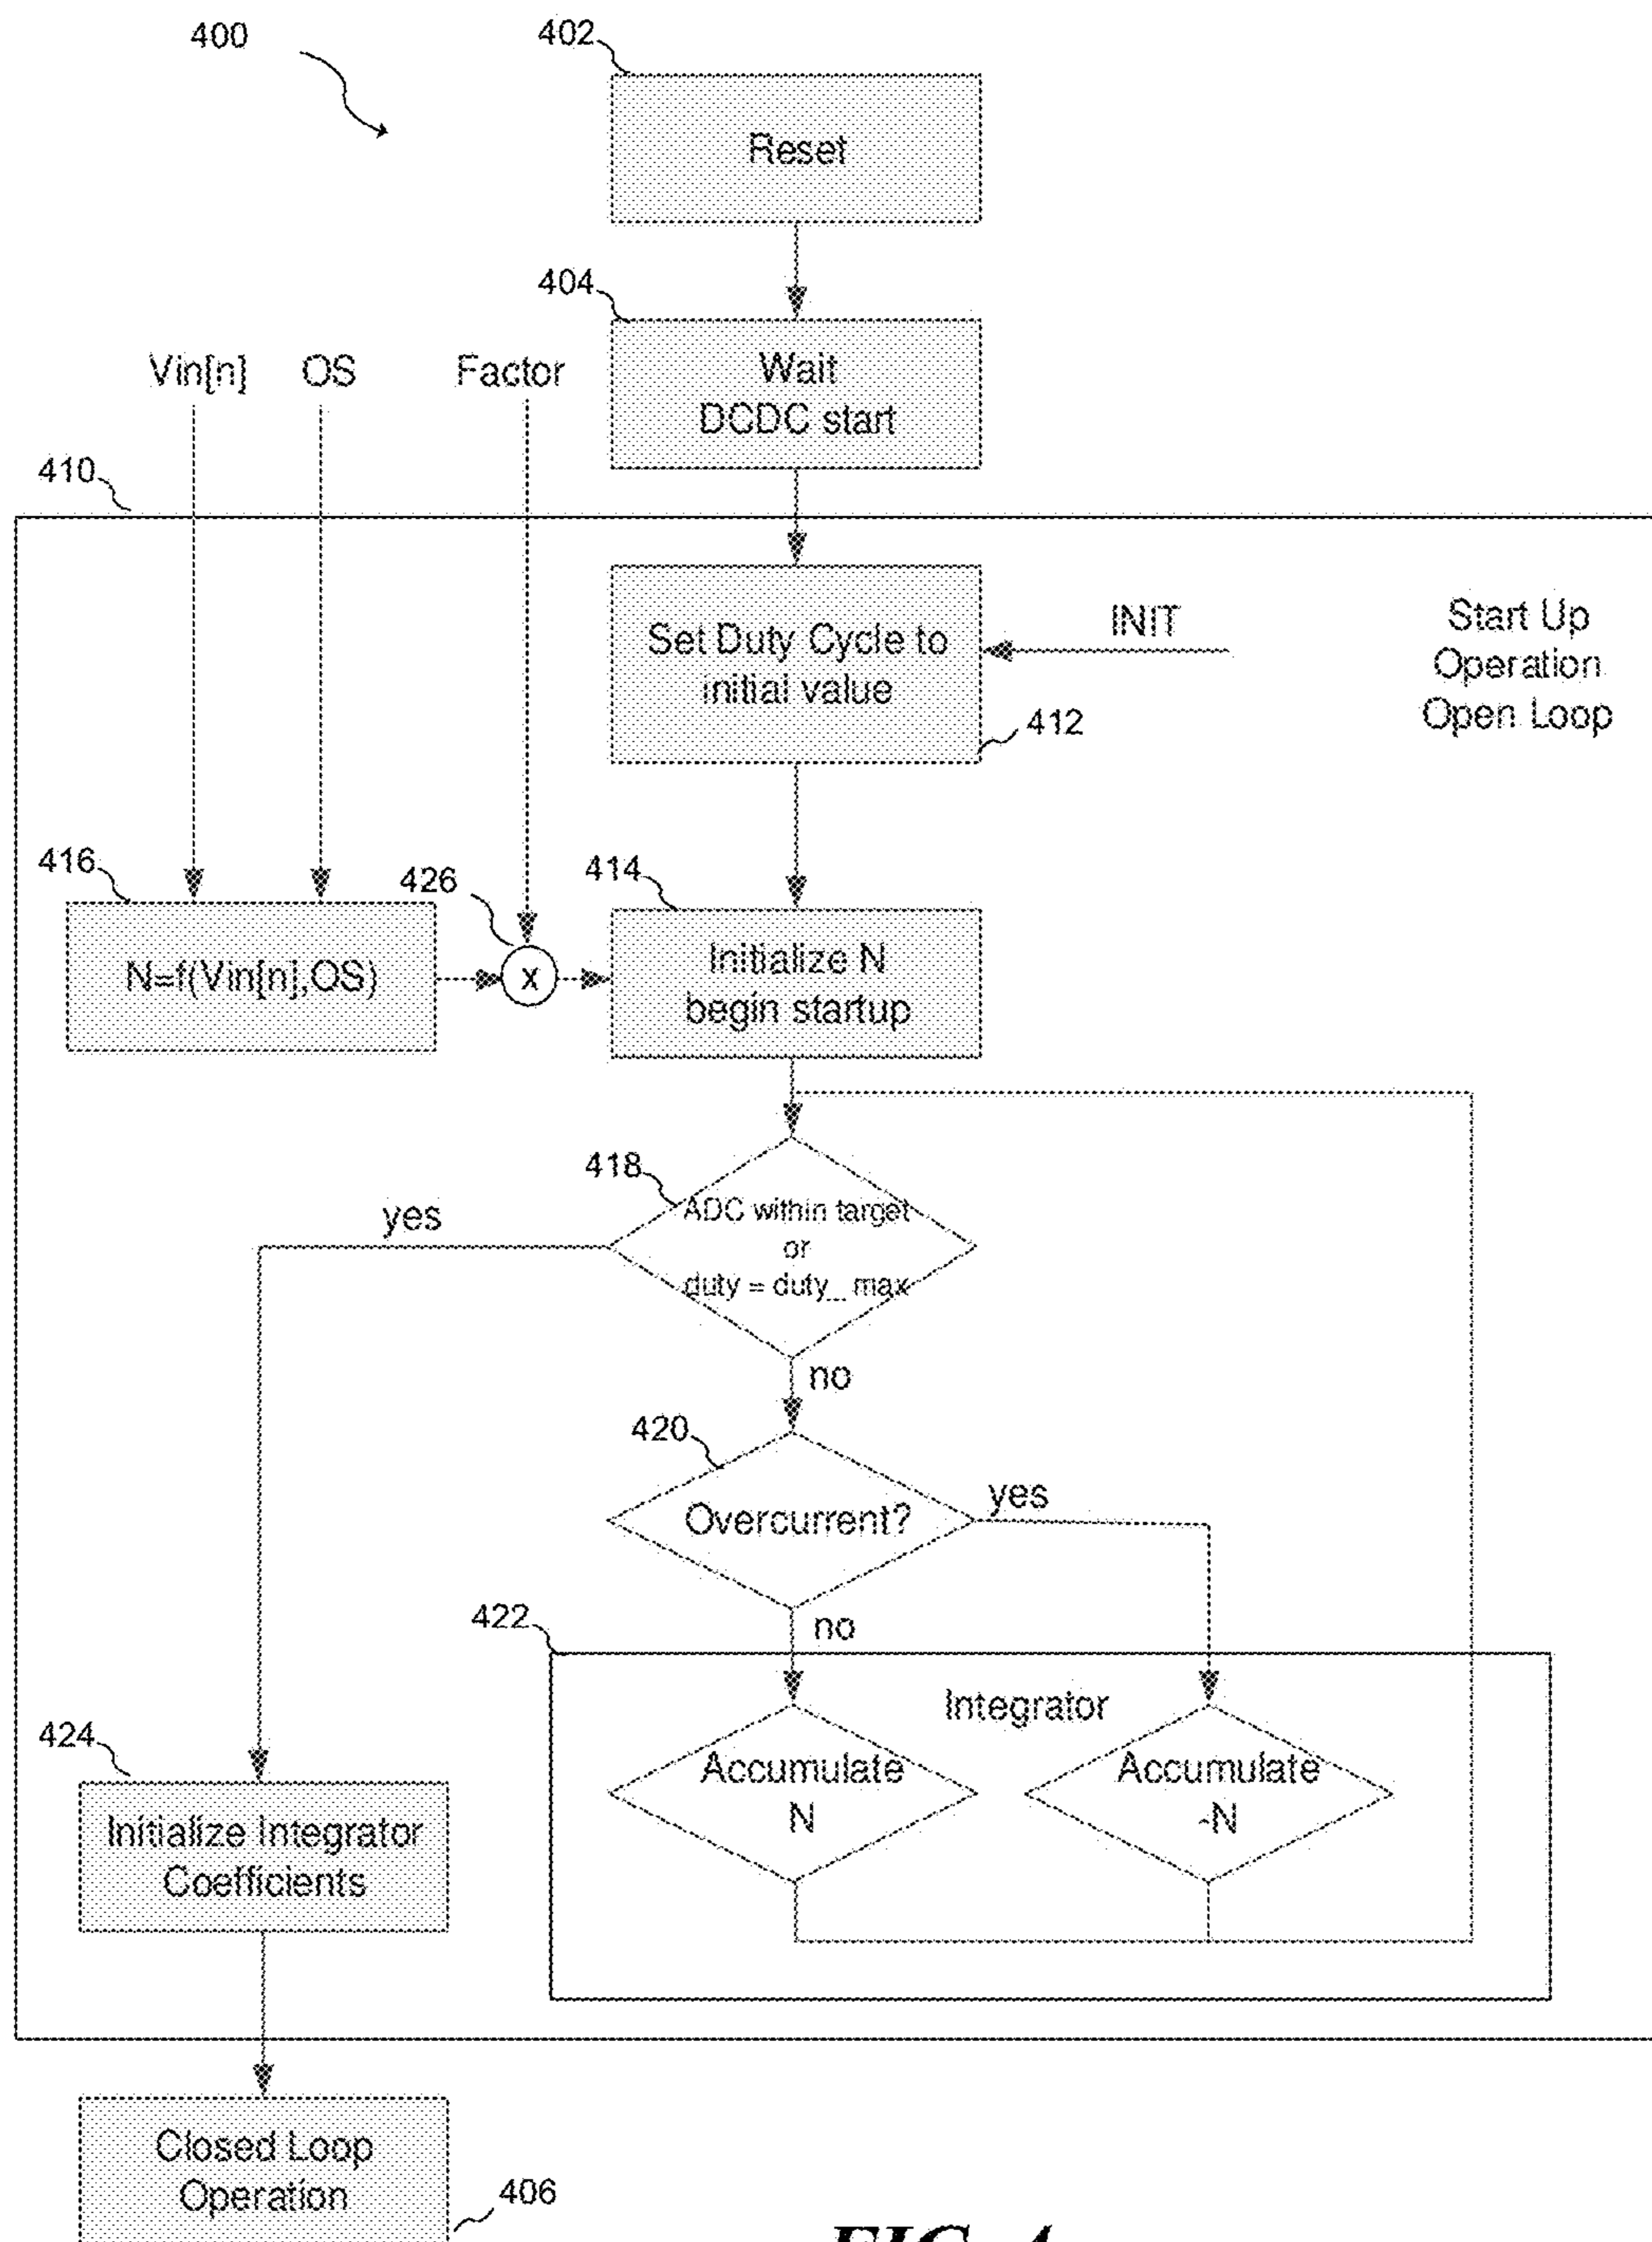 400
402
Reset
404
Wait
DCDC start
Vin[n] OS Factor
410
Set Duty Cycle to
initial value
INIT
412
Start Up
Operation
Open Loop
416
N=f(Vin[n],OS)
426
x
414
Initialize N
begin startup
418
ADC within target
or
duty = duty_ max
yes
no
420
Overcurrent?
yes
no
422
Integrator
Accumulate
N
Accumulate
-N
424
Initialize Integrator
Coefficients
Closed Loop
Operation
406